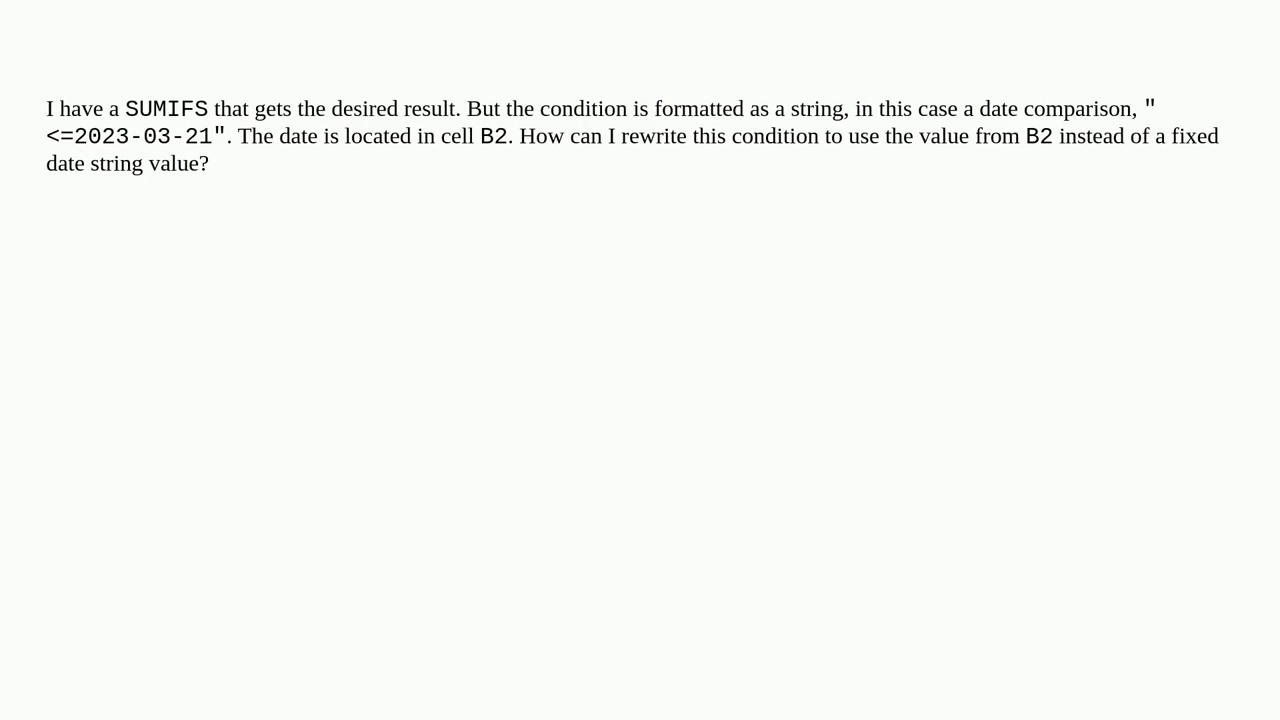 I have a SUMIFS that gets the desired result. But the condition is formatted as a string, in this case a date comparison, "
<=2023-03-21". The date is located in cell B2. How can I rewrite this condition to use the value from B2 instead of a fixed
date string value?